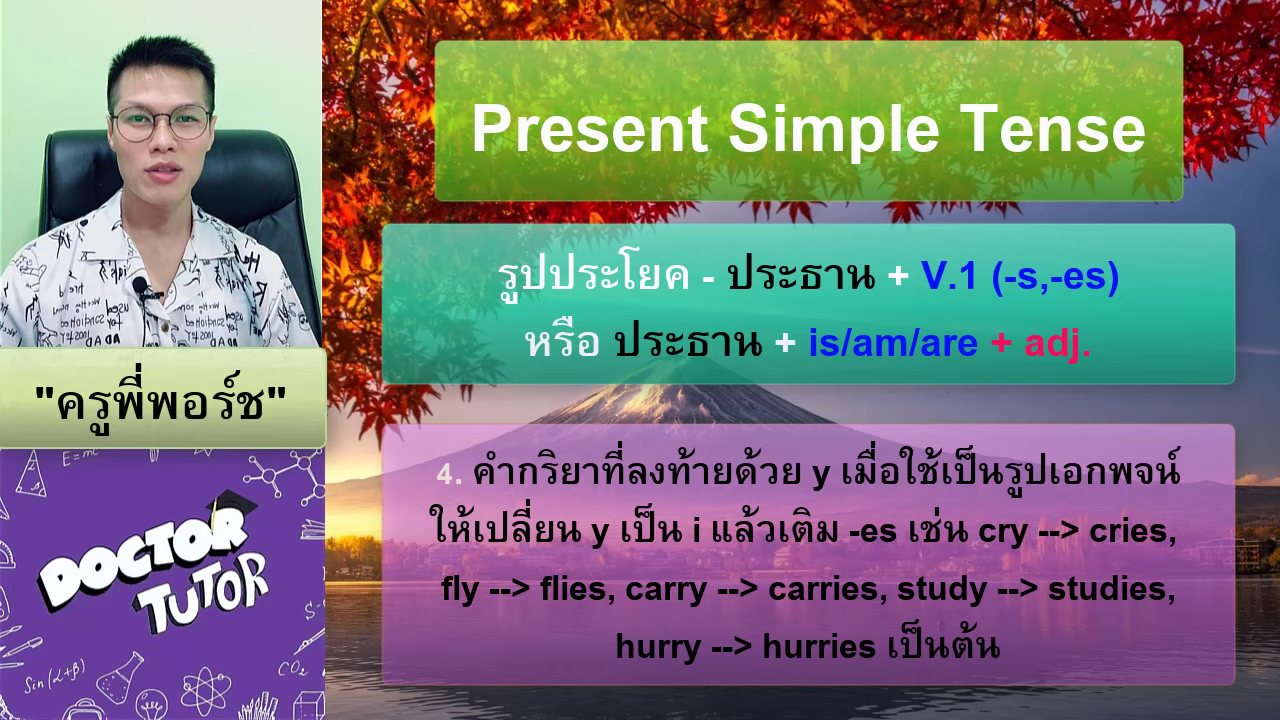 Present Simple Tense
รูปประโยค - ประธาน + V.1 (-s,-es)
หรือ ประธาน + is/am/are + adj.
"ครูพี่พอร์ช"
4. คำกริยาที่ลงท้ายด้วย y เมื่อใช้เป็นรูปเอกพจน์
ให้เปลี่ยน y เป็น i แล้วเติม -es เช่น cry --> cries,
fly --> flies, carry --> carries, study --> studies,
hurry --> hurries เป็นต้น
E=mc
DOCTOR
TUTOR
Sin (α+β)
CO₂